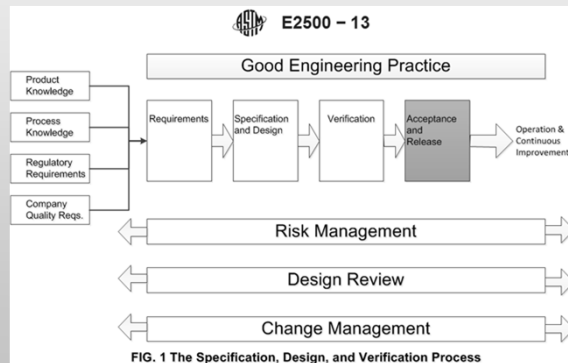 ASTM E2500 – 13
Good Engineering Practice
Product
Knowledge
Process
Knowledge
Regulatory
Requirements
Company
Quality Reqs.
Requirements
Specification
and Design
Verification
Acceptance
and
Release
Operation &
Continuous
Improvement
Risk Management
Design Review
Change Management
FIG. 1 The Specification, Design, and Verification Process